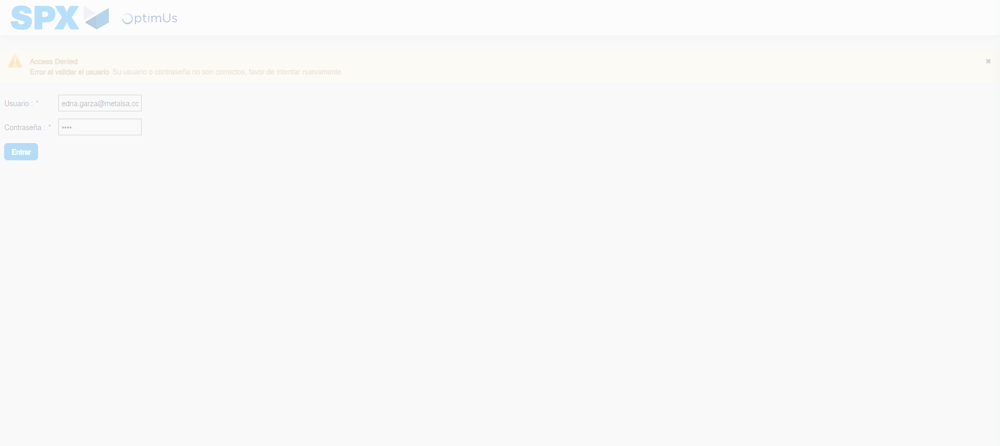 SPX OptimUs
Access Denied
Error al validar el usuario Su usuario o contraseña no son correctos, favor de intentar nuevamente
Usuario : * edna.garza@metalsa.cc
Contraseña : * ••••
Entrar